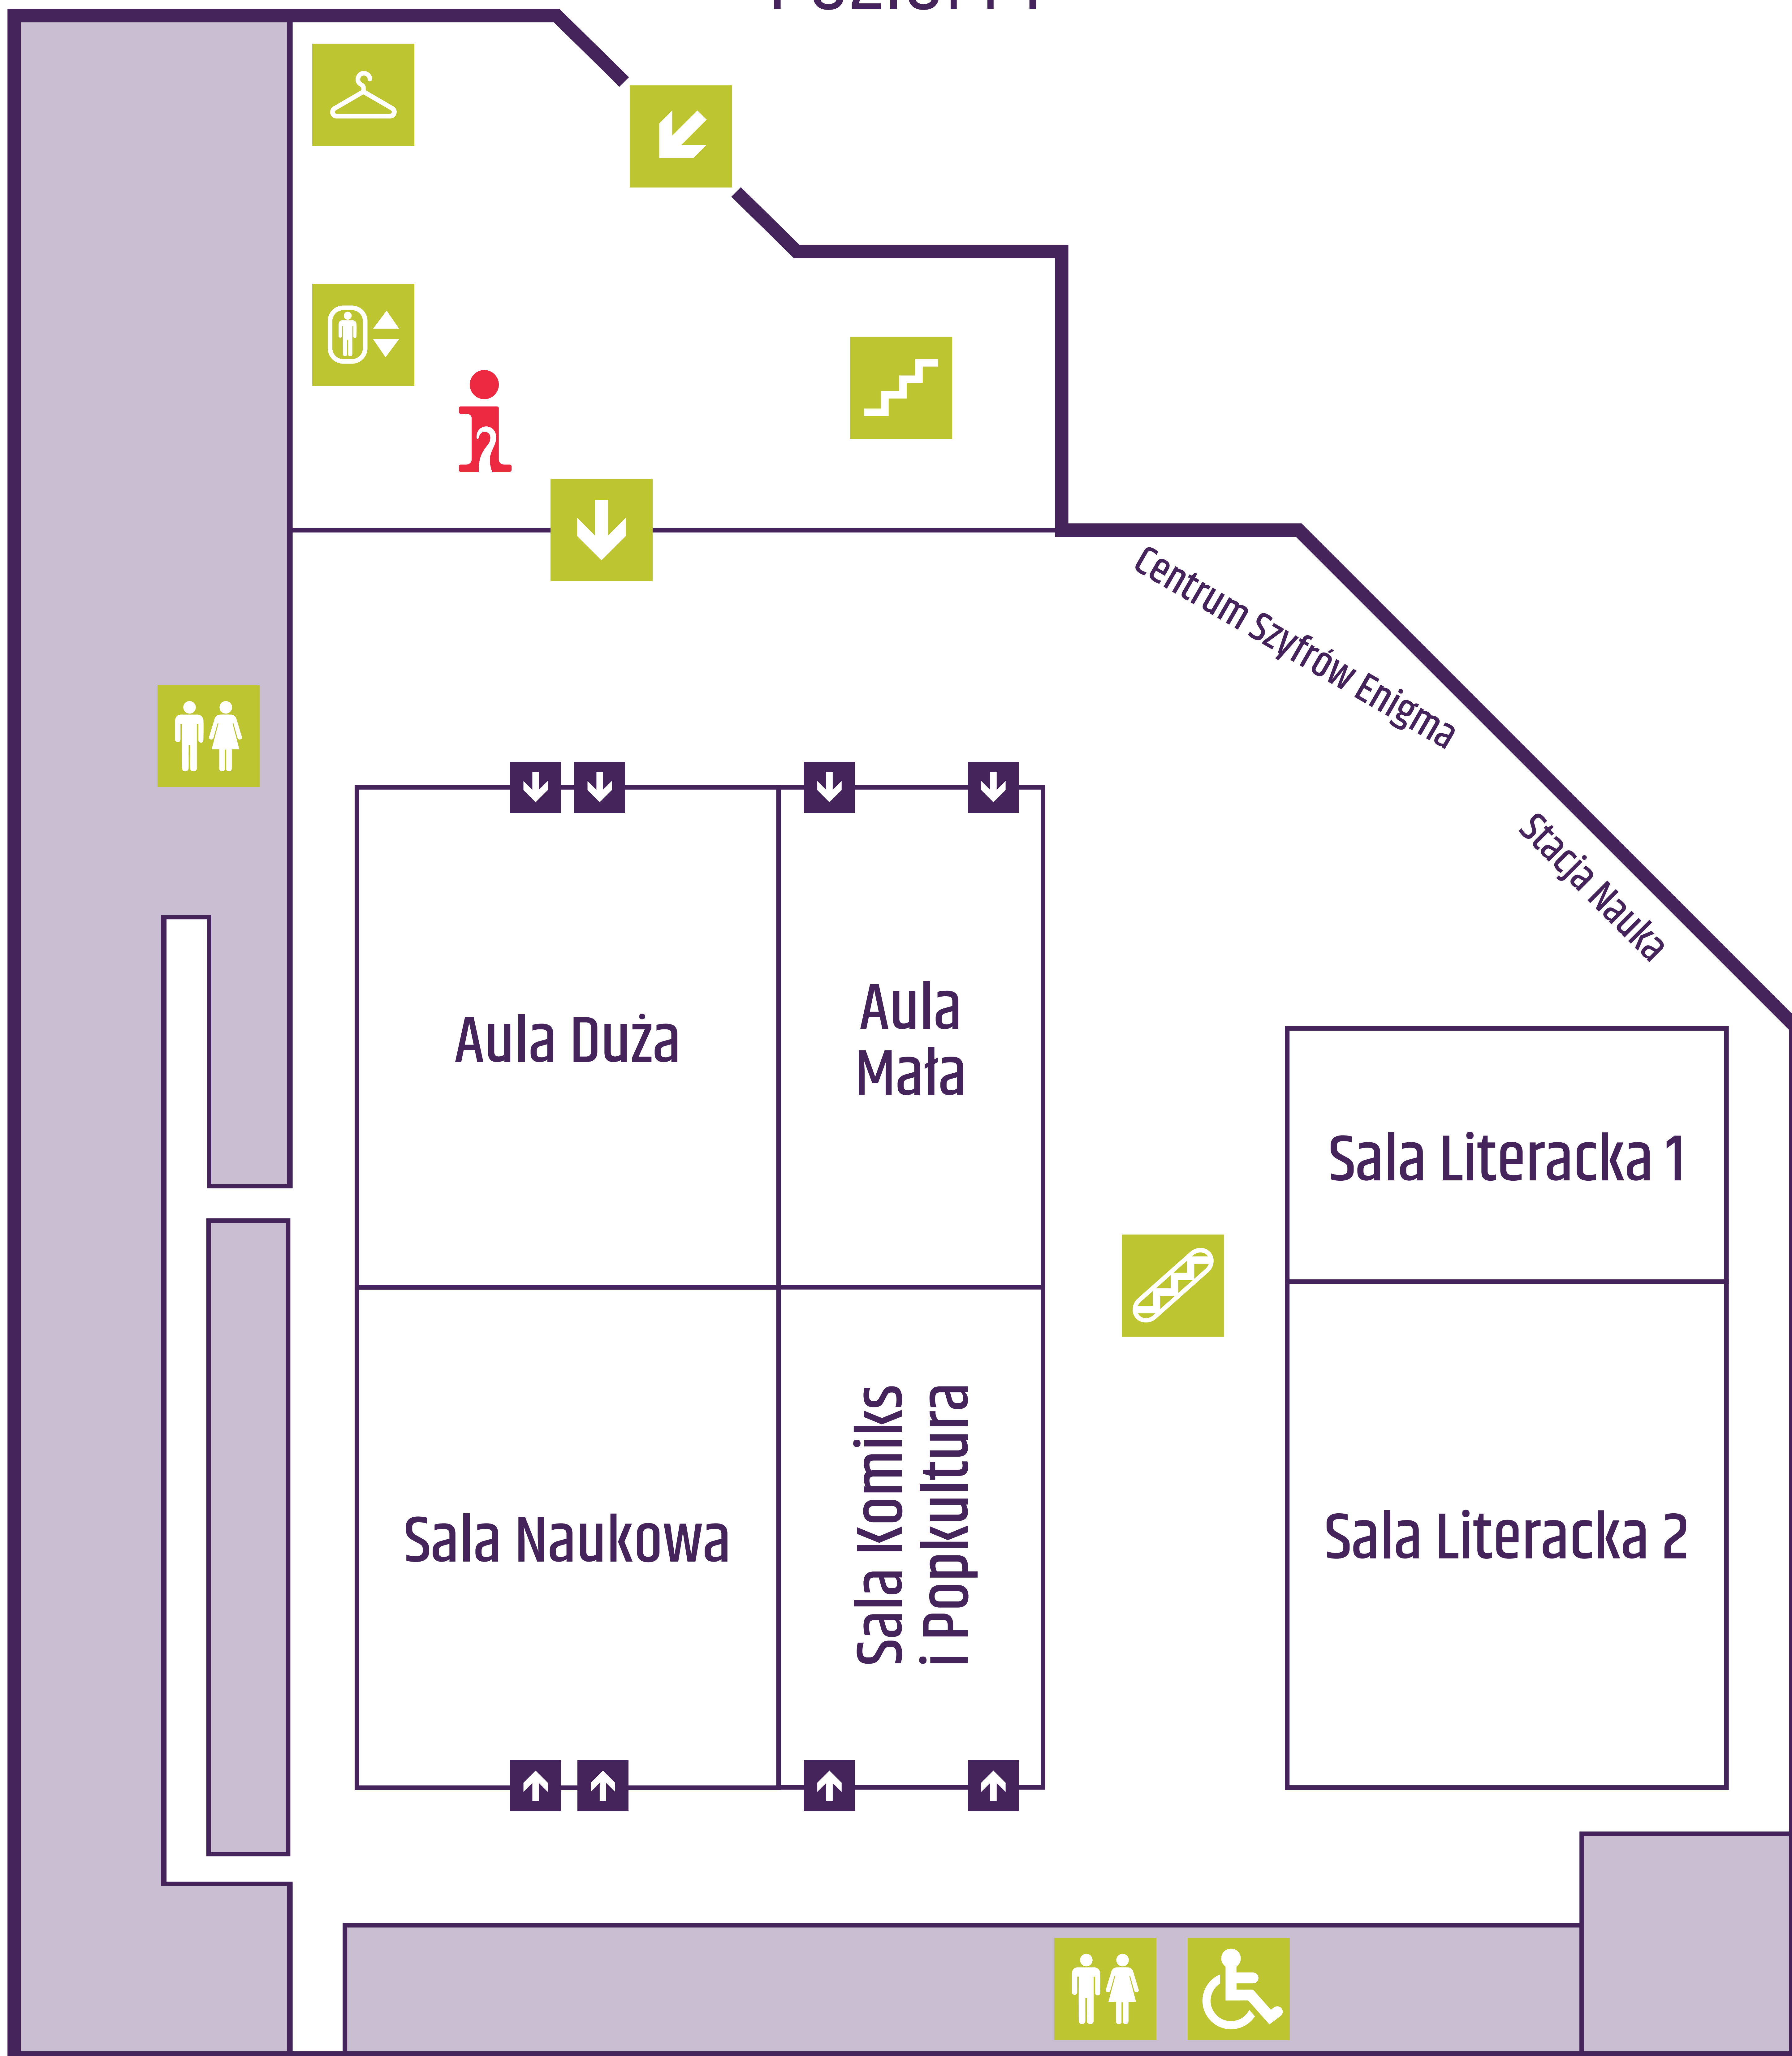 Centrum Szyfrów Enigma
Stacja Nauka
Aula Duża
Aula
Mała
Sala Literacka 1
Sala Naukowa
Sala Komiks
i Popkultura
Sala Literacka 2